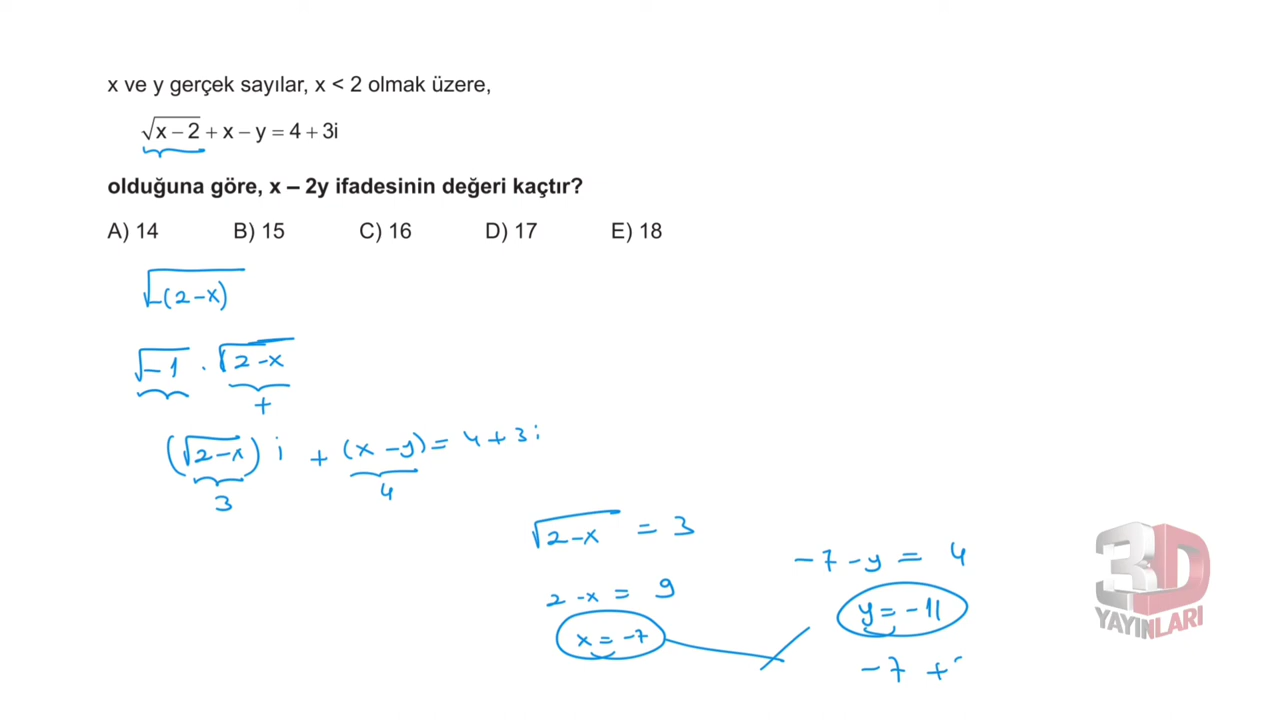 x ve y gerçek sayılar, x < 2 olmak üzere,
√(x – 2) + x – y = 4 + 3i
olduğuna göre, x – 2y ifadesinin değeri kaçtır?
A) 14 B) 15 C) 16 D) 17 E) 18
√(-(2-x))
√-1 · √(2-x)
+
(√(2-x)) i + (x-y) = 4+3i
3 4
√(2-x) = 3
2-x = 9
x = -7
-7-y = 4
y = -11
-7 +
3D
YAYINLARI